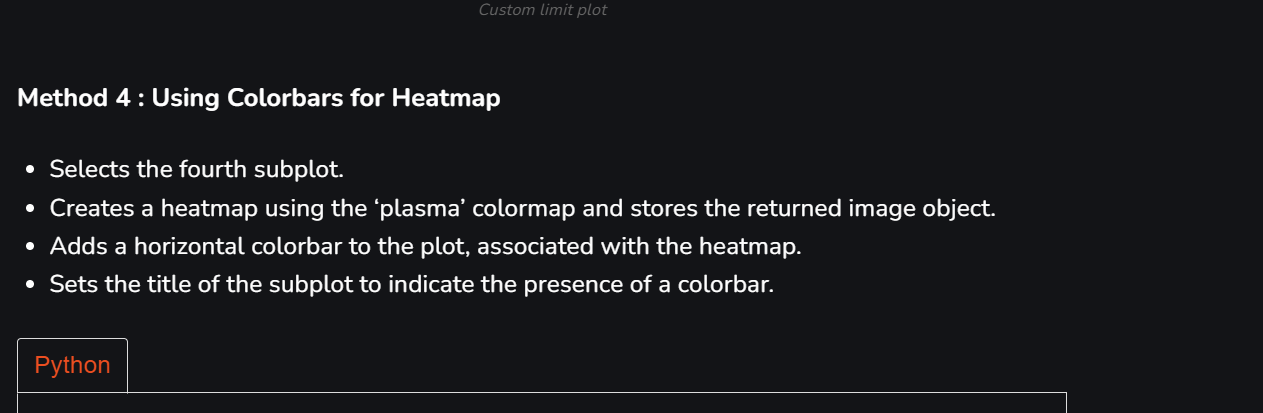 Custom limit plot
Method 4 : Using Colorbars for Heatmap
• Selects the fourth subplot.
• Creates a heatmap using the ‘plasma’ colormap and stores the returned image object.
• Adds a horizontal colorbar to the plot, associated with the heatmap.
• Sets the title of the subplot to indicate the presence of a colorbar.
Python